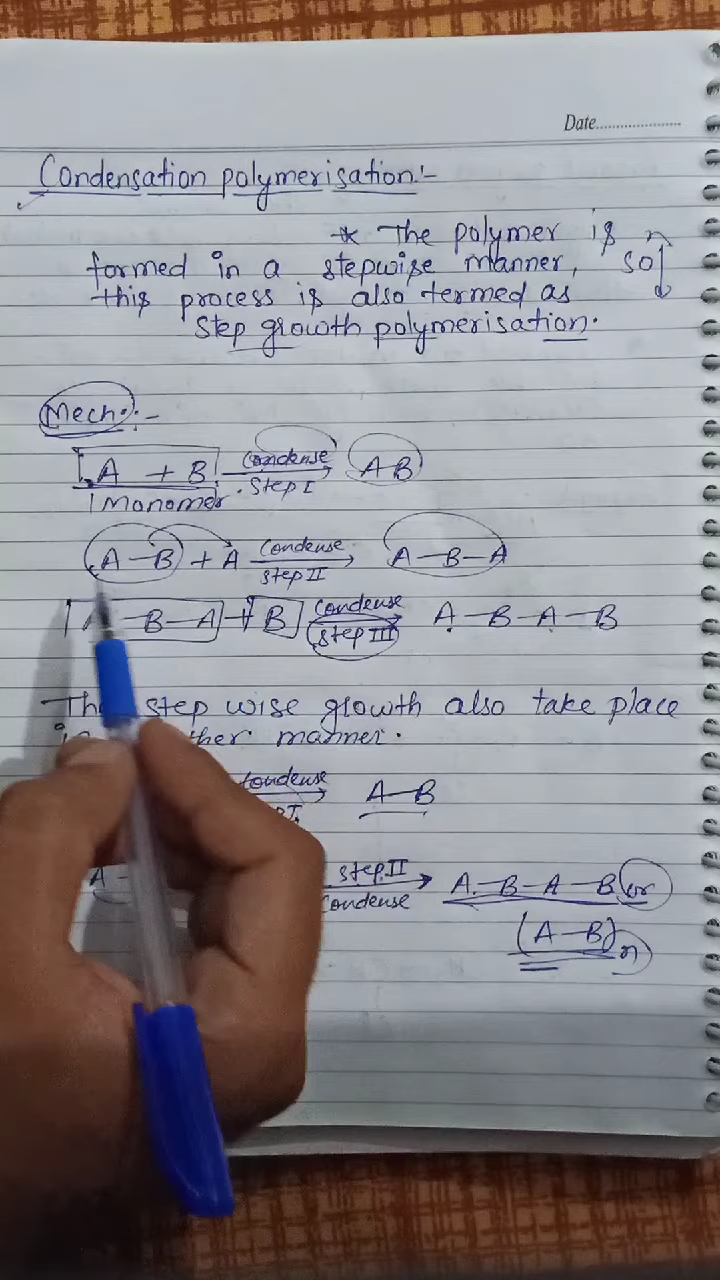 Date....................
Condensation polymerisation:-
* The polymer is
formed in a stepwise manner, so
this process is also termed as
step growth polymerisation.
Mech.:-
A + B Condense Step I A B
Monomer.
A - B + A Condense step II A - B - A
B - A + B Condense step III A - B - A - B
step wise growth also take place
manner.
Condense A - B
A - step II A - B - A - B or
Condense
(A - B)n